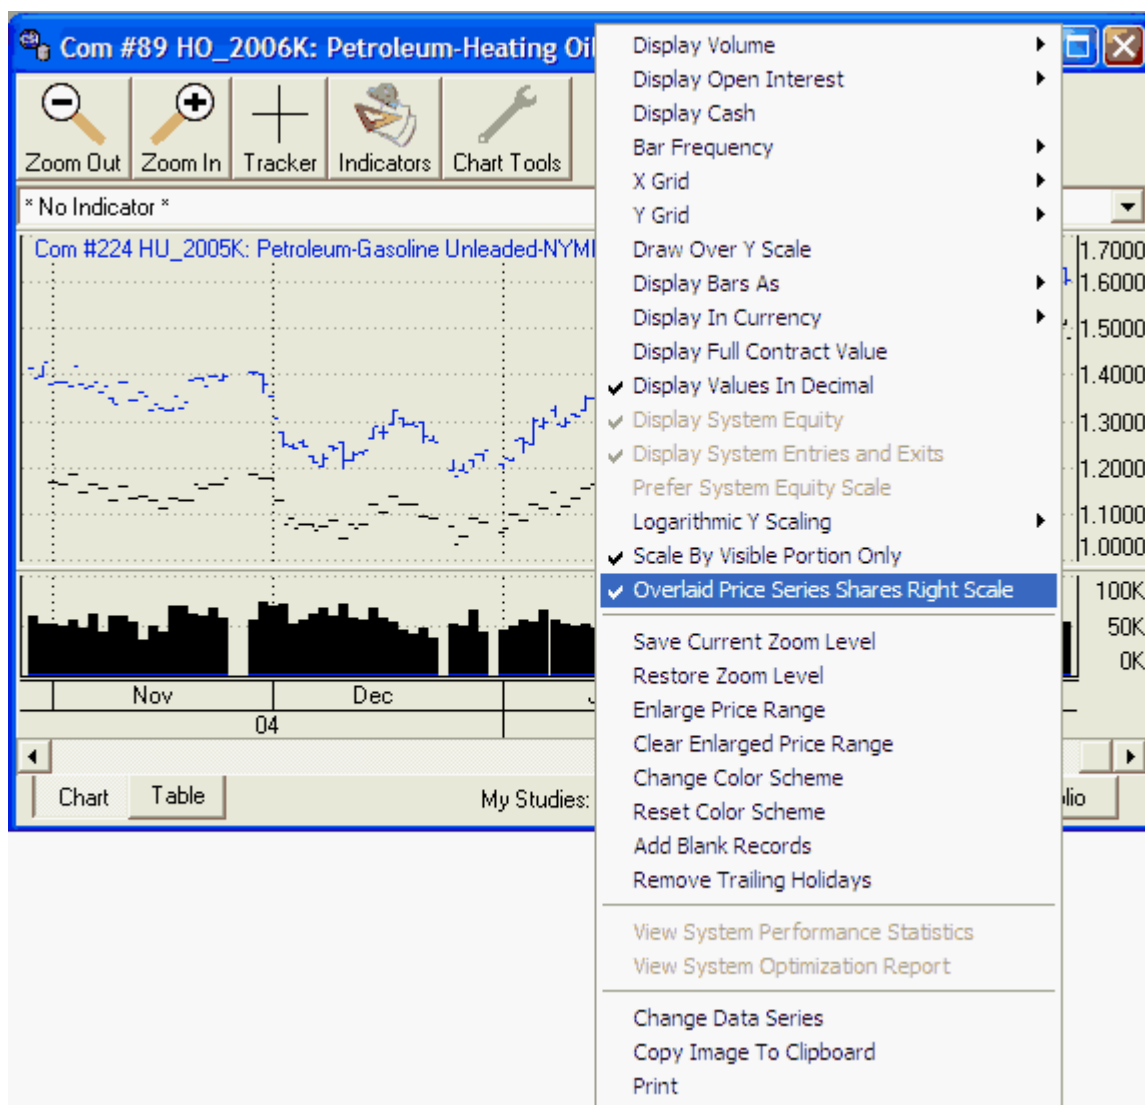 Com #89 HO_2006K: Petroleum-Heating Oil
Zoom Out
Zoom In
Tracker
Indicators
Chart Tools
* No Indicator *
Com #224 HU_2005K: Petroleum-Gasoline Unleaded-NYM
1.7000
1.6000
1.5000
1.4000
1.3000
1.2000
1.1000
1.0000
100K
50K
0K
Nov
Dec
04
Chart
Table
My Studies:
Display Volume
Display Open Interest
Display Cash
Bar Frequency
X Grid
Y Grid
Draw Over Y Scale
Display Bars As
Display In Currency
Display Full Contract Value
Display Values In Decimal
Display System Equity
Display System Entries and Exits
Prefer System Equity Scale
Logarithmic Y Scaling
Scale By Visible Portion Only
Overlaid Price Series Shares Right Scale
Save Current Zoom Level
Restore Zoom Level
Enlarge Price Range
Clear Enlarged Price Range
Change Color Scheme
Reset Color Scheme
Add Blank Records
Remove Trailing Holidays
View System Performance Statistics
View System Optimization Report
Change Data Series
Copy Image To Clipboard
Print